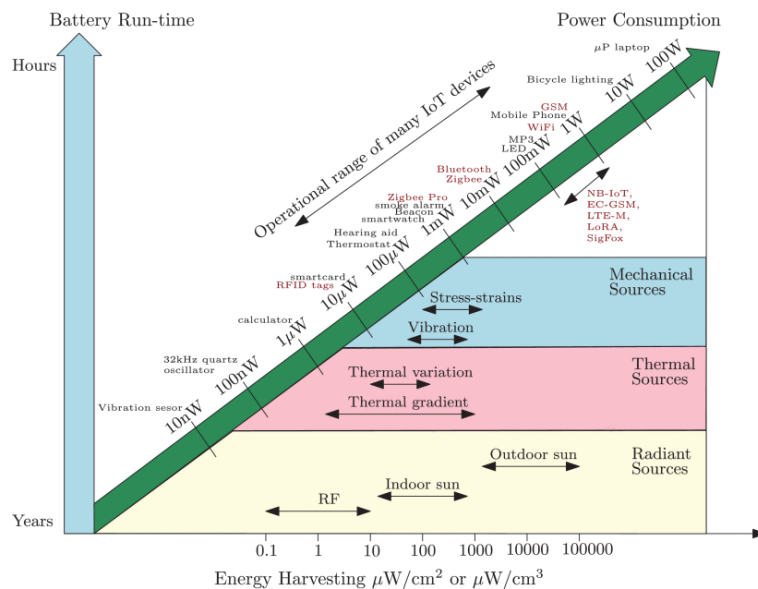 Battery Run-time
Power Consumption
Hours
Years
Operational range of many IoT devices
μP laptop
100W
Bicycle lighting
10W
GSM
Mobile Phone
WiFi
1W
MP3
LED
100mW
Bluetooth
Zigbee
10mW
Zigbee Pro
smoke alarm
Beacon
smartwatch
1mW
Hearing aid
Thermostat
100μW
smartcard
RFID tags
10μW
calculator
1μW
32kHz quartz
oscillator
100nW
Vibration sesor
10nW
NB-IoT,
EC-GSM,
LTE-M,
LoRA,
SigFox
Mechanical
Sources
Stress-strains
Vibration
Thermal
Sources
Thermal variation
Thermal gradient
Radiant
Sources
Outdoor sun
Indoor sun
RF
0.1 1 10 100 1000 10000 100000
Energy Harvesting μW/cm² or μW/cm³